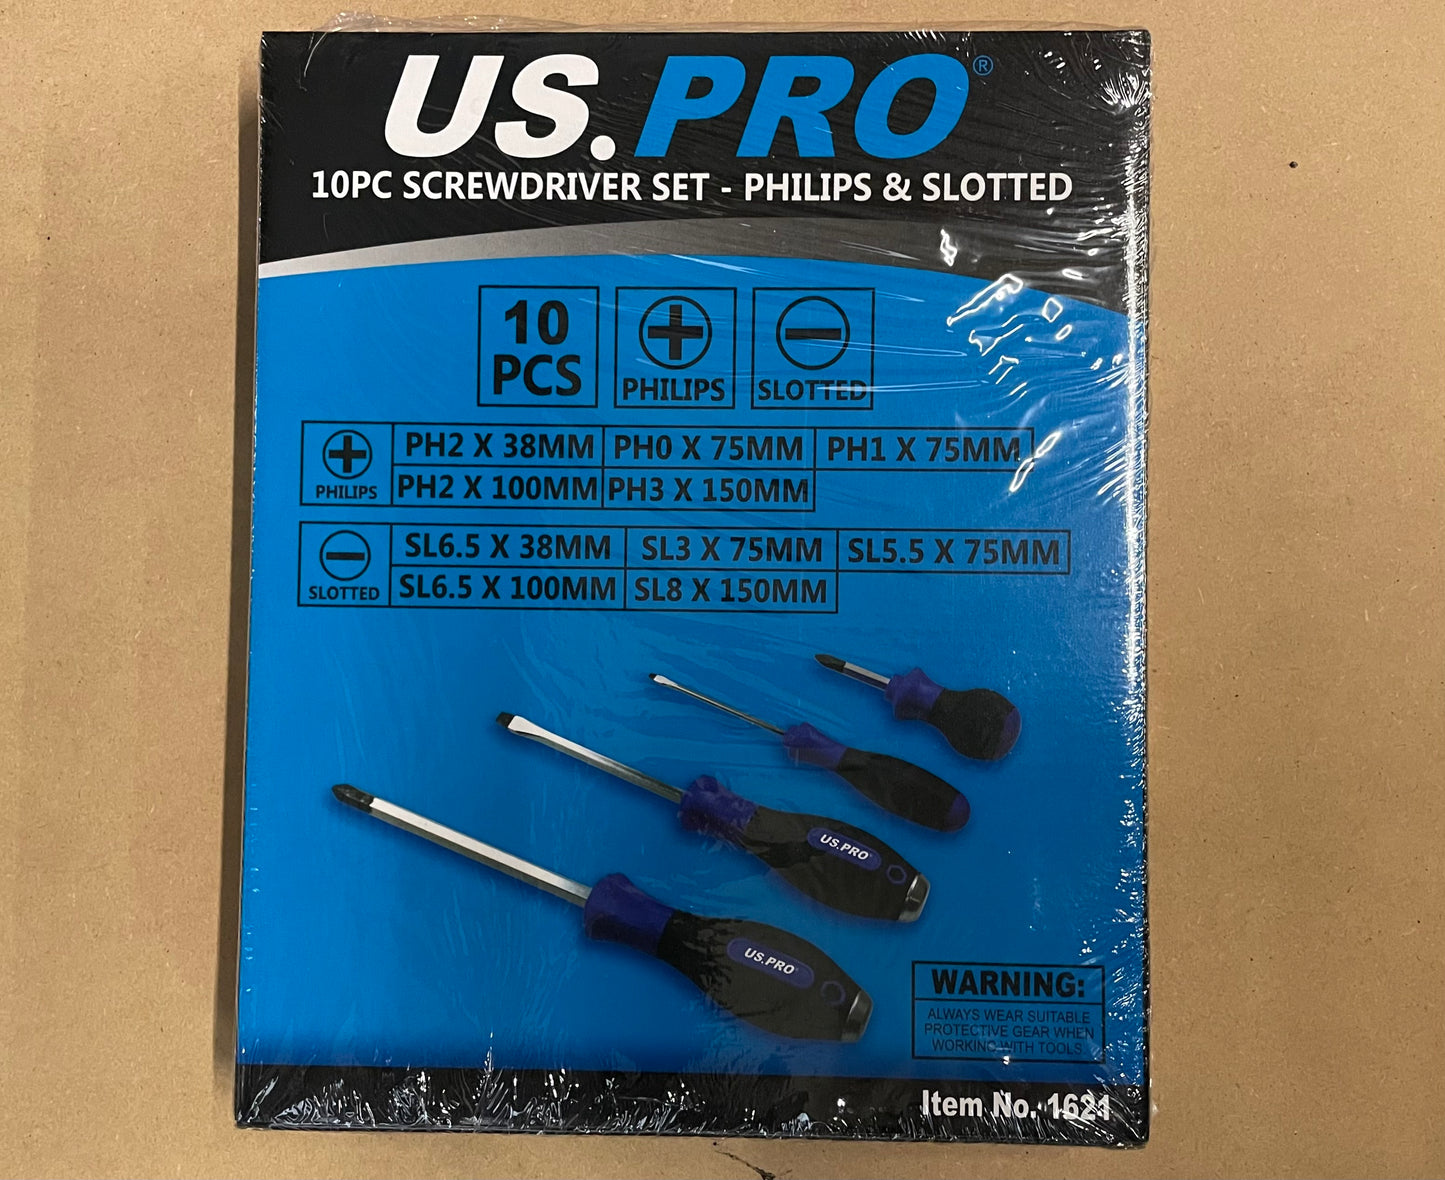 US.PRO®
10PC SCREWDRIVER SET - PHILIPS & SLOTTED
10 PCS
PHILIPS
SLOTTED
PHILIPS
PH2 X 38MM PH0 X 75MM PH1 X 75MM
PH2 X 100MM PH3 X 150MM
SLOTTED
SL6.5 X 38MM SL3 X 75MM SL5.5 X 75MM
SL6.5 X 100MM SL8 X 150MM
US.PRO
US.PRO
WARNING:
ALWAYS WEAR SUITABLE
PROTECTIVE GEAR WHEN
WORKING WITH TOOLS.
Item No. 1621